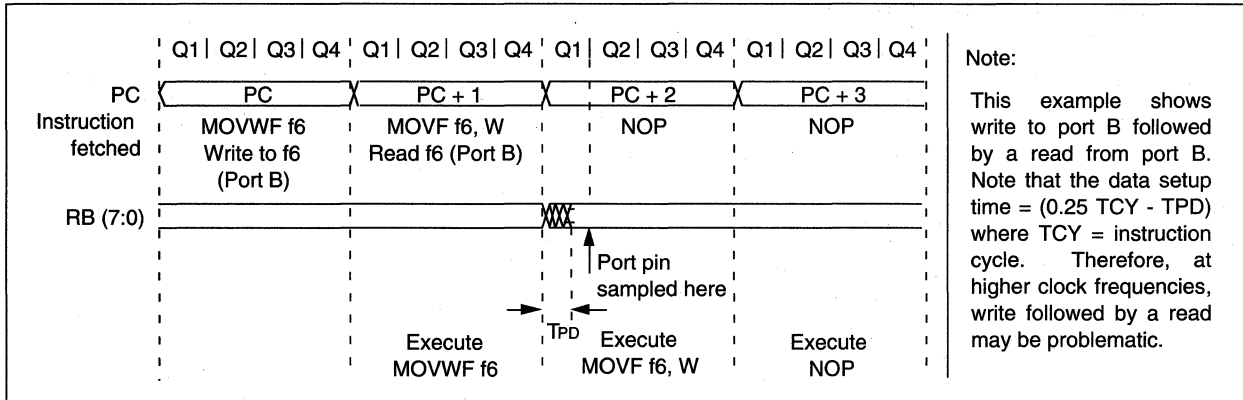 Q1 | Q2 | Q3 | Q4 Q1 | Q2 | Q3 | Q4 Q1 | Q2 | Q3 | Q4 Q1 | Q2 | Q3 | Q4
PC PC PC + 1 PC + 2 PC + 3
Instruction fetched
MOVWF f6
Write to f6
(Port B)
MOVF f6, W
Read f6 (Port B)
NOP
NOP
RB (7:0)
Port pin
sampled here
TPD
Execute
MOVWF f6
Execute
MOVF f6, W
Execute
NOP
Note:
This example shows
write to port B followed
by a read from port B.
Note that the data setup
time = (0.25 TCY - TPD)
where TCY = instruction
cycle. Therefore, at
higher clock frequencies,
write followed by a read
may be problematic.